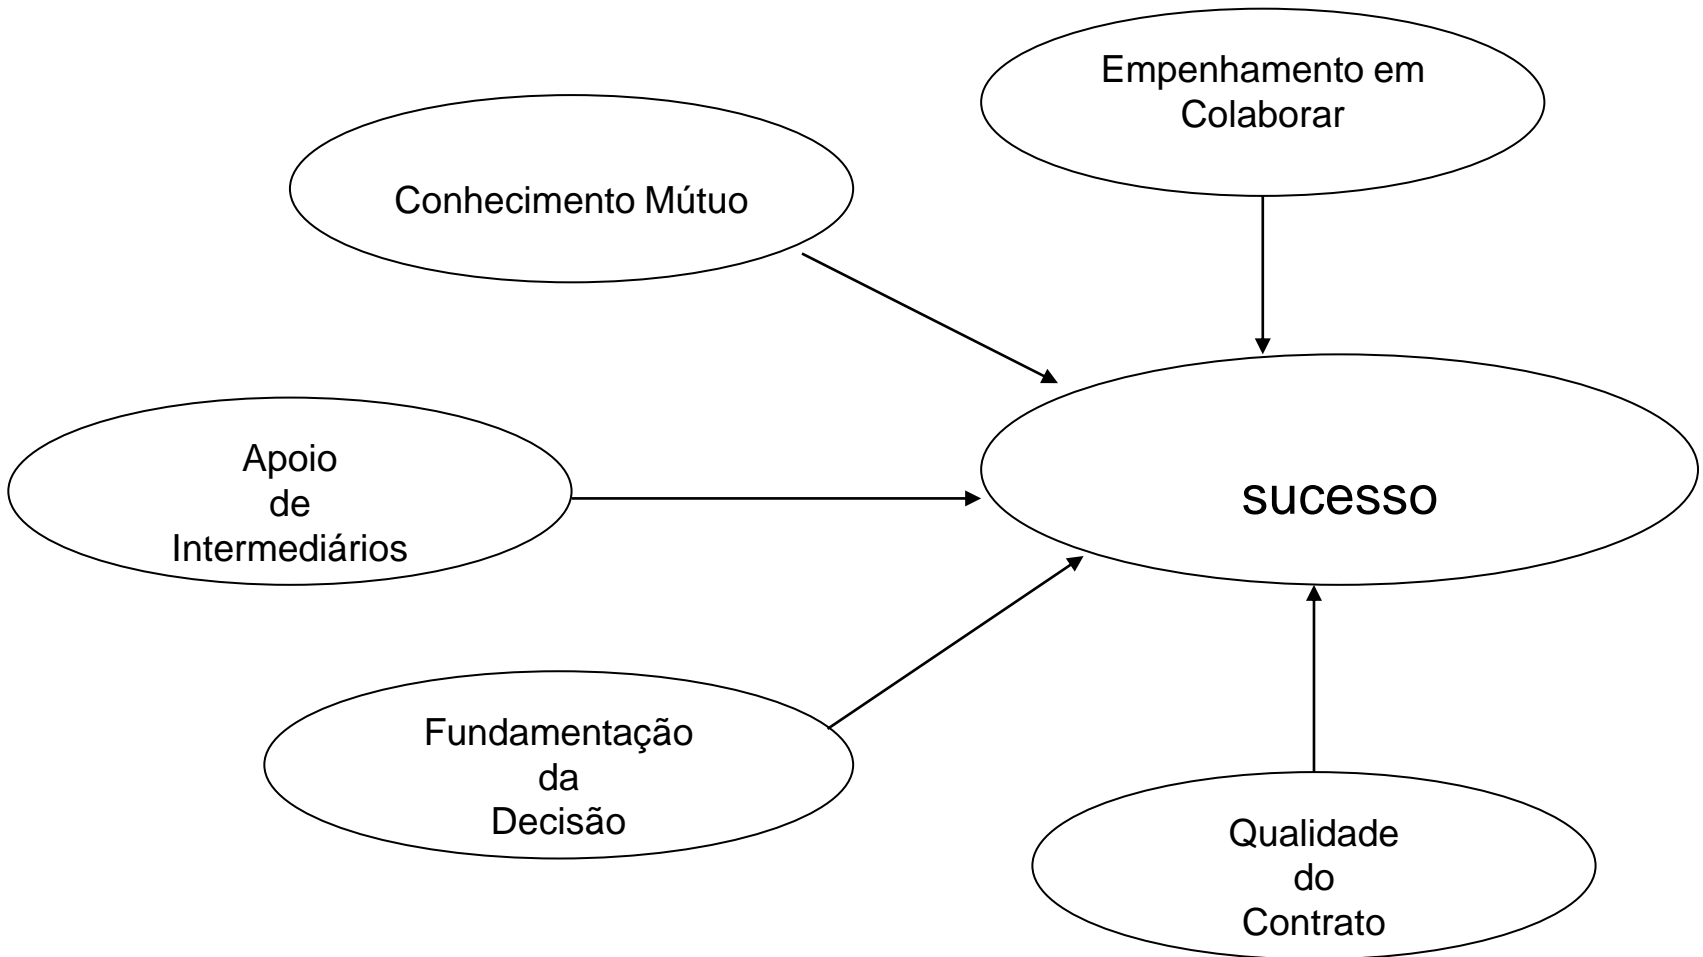 Empenhamento em
Colaborar
Conhecimento Mútuo
Apoio
de
Intermediários
sucesso
Fundamentação
da
Decisão
Qualidade
do
Contrato